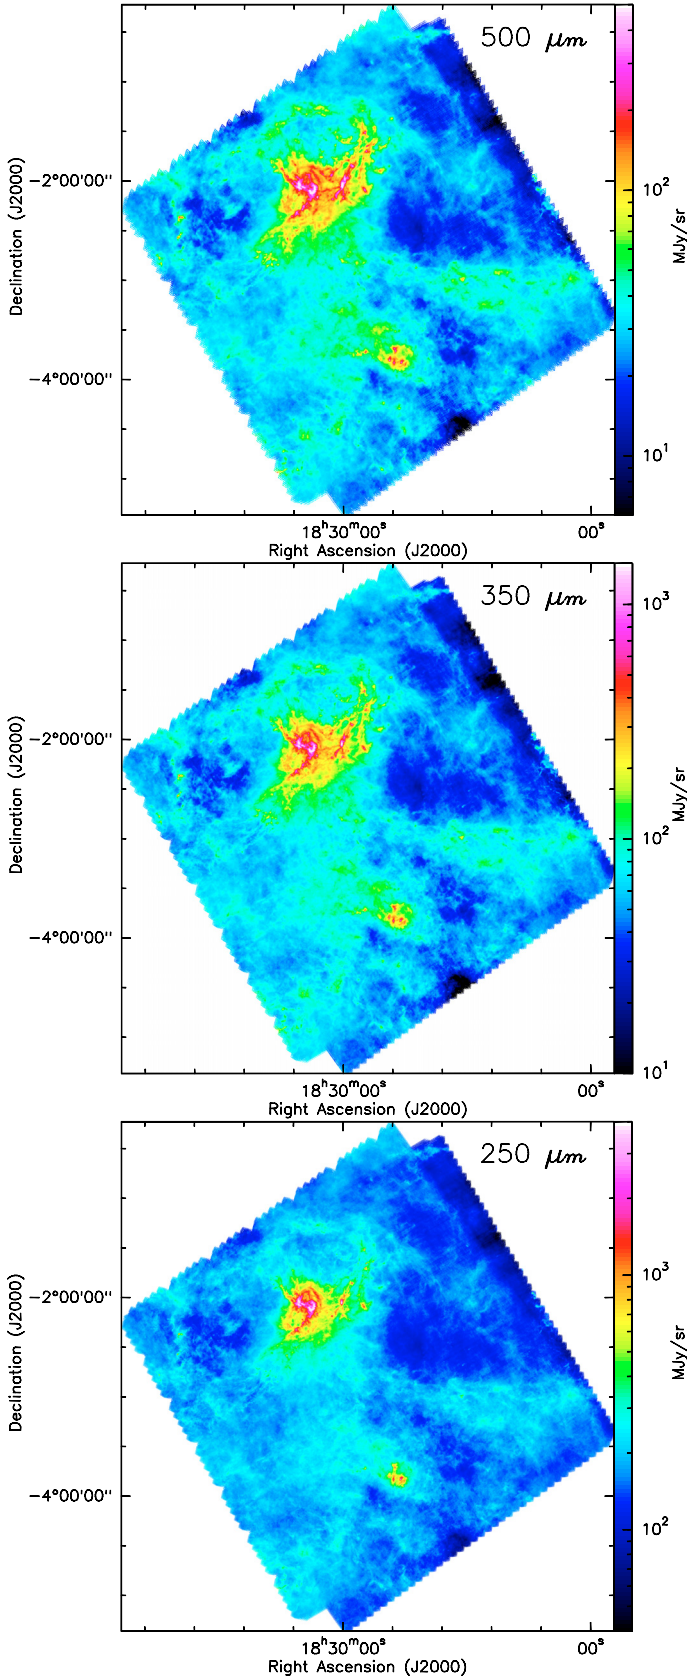 500 μm
−2°00'00"
−4°00'00"
Declination (J2000)
10²
10¹
MJy/sr
18ʰ30ᵐ00ˢ
00ˢ
Right Ascension (J2000)
350 μm
−2°00'00"
−4°00'00"
Declination (J2000)
10³
10²
10¹
MJy/sr
18ʰ30ᵐ00ˢ
00ˢ
Right Ascension (J2000)
250 μm
−2°00'00"
−4°00'00"
Declination (J2000)
10³
10²
MJy/sr
18ʰ30ᵐ00ˢ
00ˢ
Right Ascension (J2000)